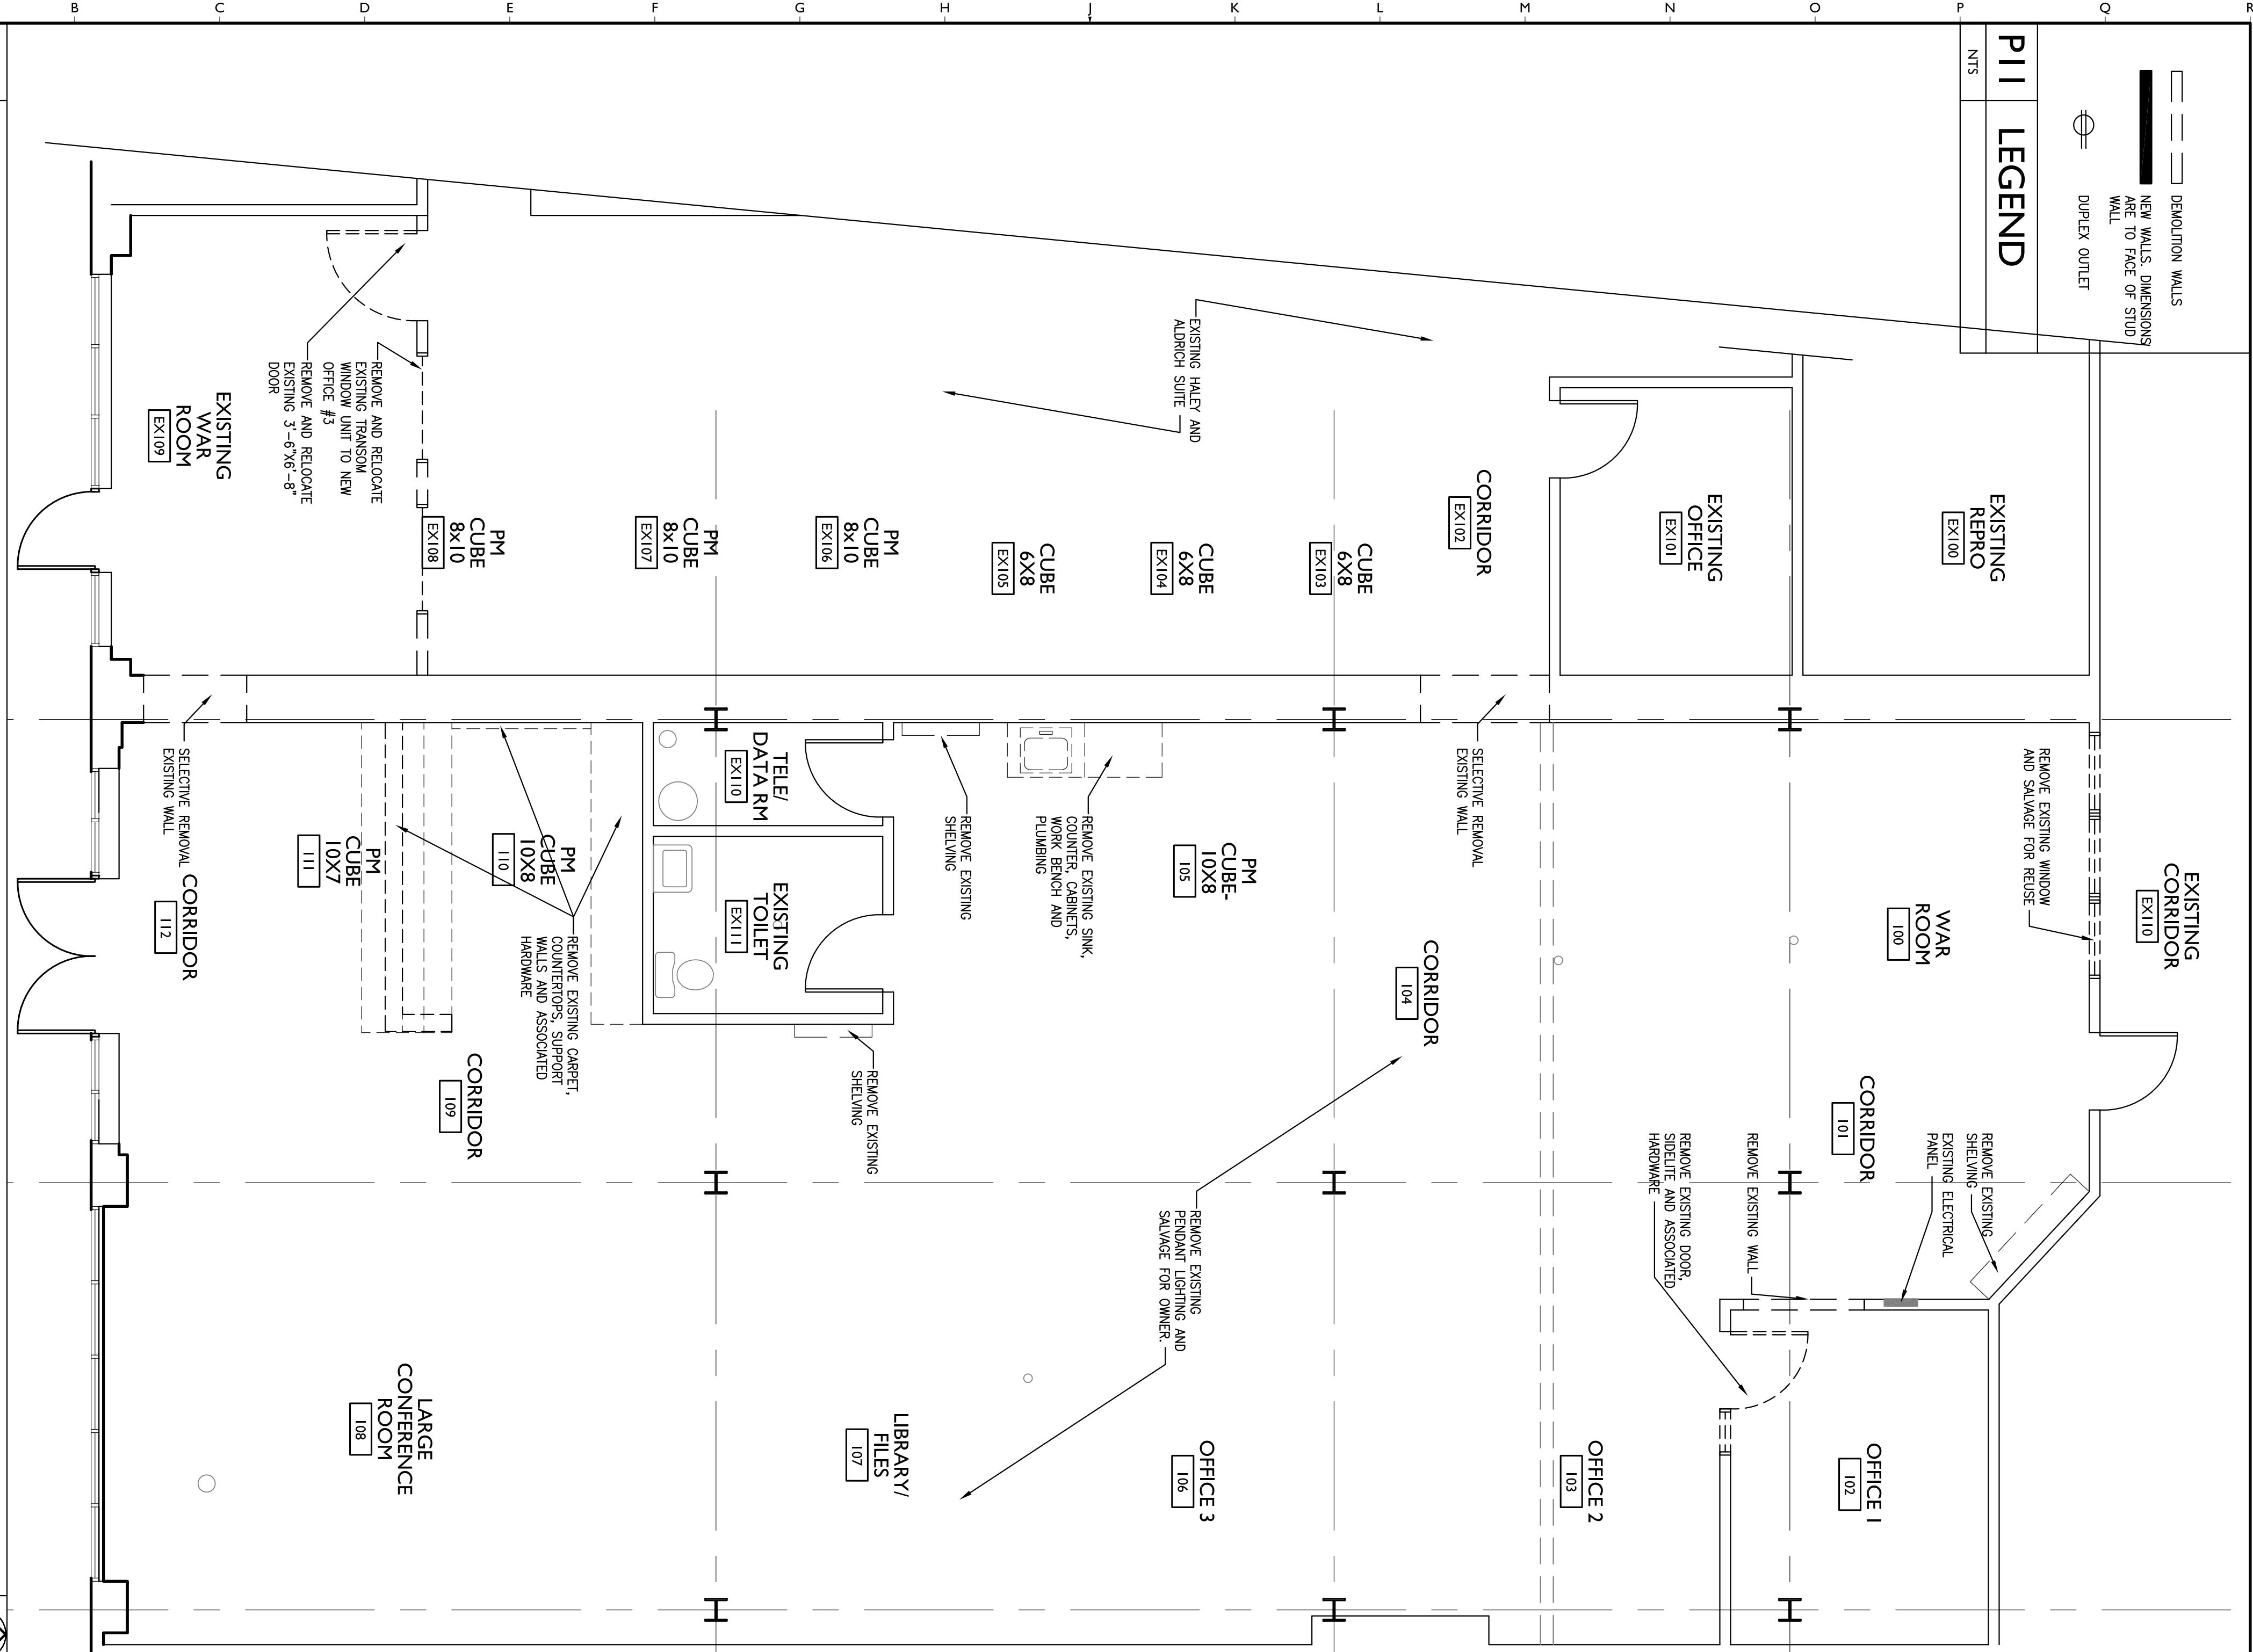 B C D E F G H J K L M N O P Q R
DEMOLITION WALLS
NEW WALLS. DIMENSIONS
ARE TO FACE OF STUD
WALL
DUPLEX OUTLET
P11 LEGEND
NTS
EXISTING
REPRO
EX100
EXISTING
OFFICE
EX101
CORRIDOR
EX102
CUBE
6X8
EX103
CUBE
6X8
EX104
CUBE
6X8
EX105
PM
CUBE
8x10
EX106
PM
CUBE
8x10
EX107
PM
CUBE
8x10
EX108
EXISTING
WAR
ROOM
EX109
EXISTING HALEY AND
ALDRICH SUITE
REMOVE AND RELOCATE
EXISTING TRANSOM
WINDOW UNIT TO NEW
OFFICE #3
REMOVE AND RELOCATE
EXISTING 3'-6"X6'-8"
DOOR
EXISTING
CORRIDOR
EX110
REMOVE EXISTING WINDOW
AND SALVAGE FOR REUSE
WAR
ROOM
100
CORRIDOR
101
REMOVE EXISTING
SHELVING
EXISTING ELECTRICAL
PANEL
REMOVE EXISTING WALL
REMOVE EXISTING DOOR,
SIDELITE AND ASSOCIATED
HARDWARE
OFFICE 1
102
OFFICE 2
103
SELECTIVE REMOVAL
EXISTING WALL
CORRIDOR
104
PM
CUBE-
10X8
105
REMOVE EXISTING SINK,
COUNTER, CABINETS,
WORK BENCH AND
PLUMBING
REMOVE EXISTING
SHELVING
REMOVE EXISTING
PENDANT LIGHTING AND
SALVAGE FOR OWNER.
OFFICE 3
106
LIBRARY/
FILES
107
TELE/
DATA RM
EX110
EXISTING
TOILET
EX111
REMOVE EXISTING
SHELVING
REMOVE EXISTING CARPET,
COUNTERTOPS, SUPPORT
WALLS AND ASSOCIATED
HARDWARE
PM
CUBE
10X8
110
PM
CUBE
10X7
111
CORRIDOR
109
LARGE
CONFERENCE
ROOM
108
SELECTIVE REMOVAL
EXISTING WALL
CORRIDOR
112